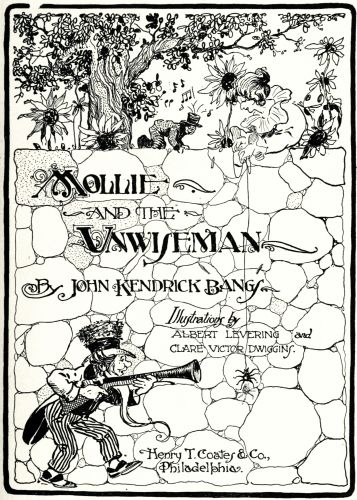 MOLLIE
AND THE
UNWISEMAN
By JOHN KENDRICK BANGS
Illustrations by
ALBERT LEVERING and
CLARE VICTOR DWIGGINS.
Henry T. Coates & Co.,
Philadelphia.